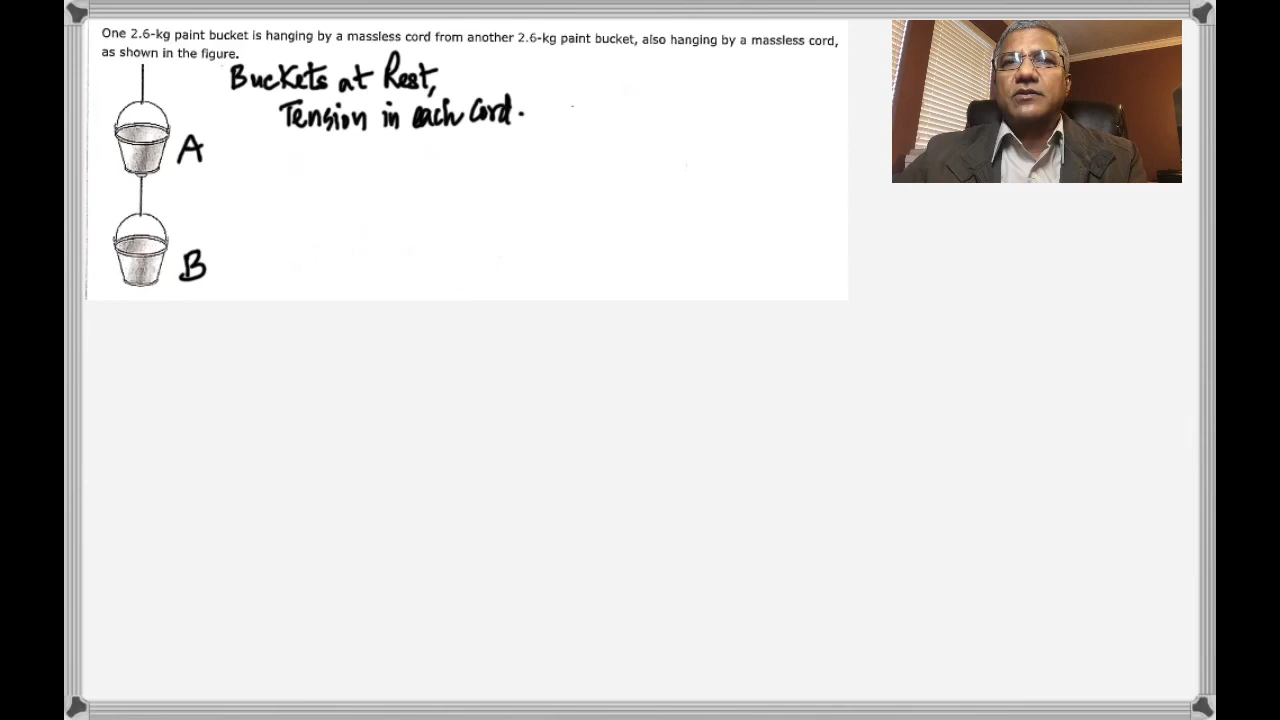 One 2.6-kg paint bucket is hanging by a massless cord from another 2.6-kg paint bucket, also hanging by a massless cord,
as shown in the figure.
Buckets at Rest,
Tension in each Cord.
A
B